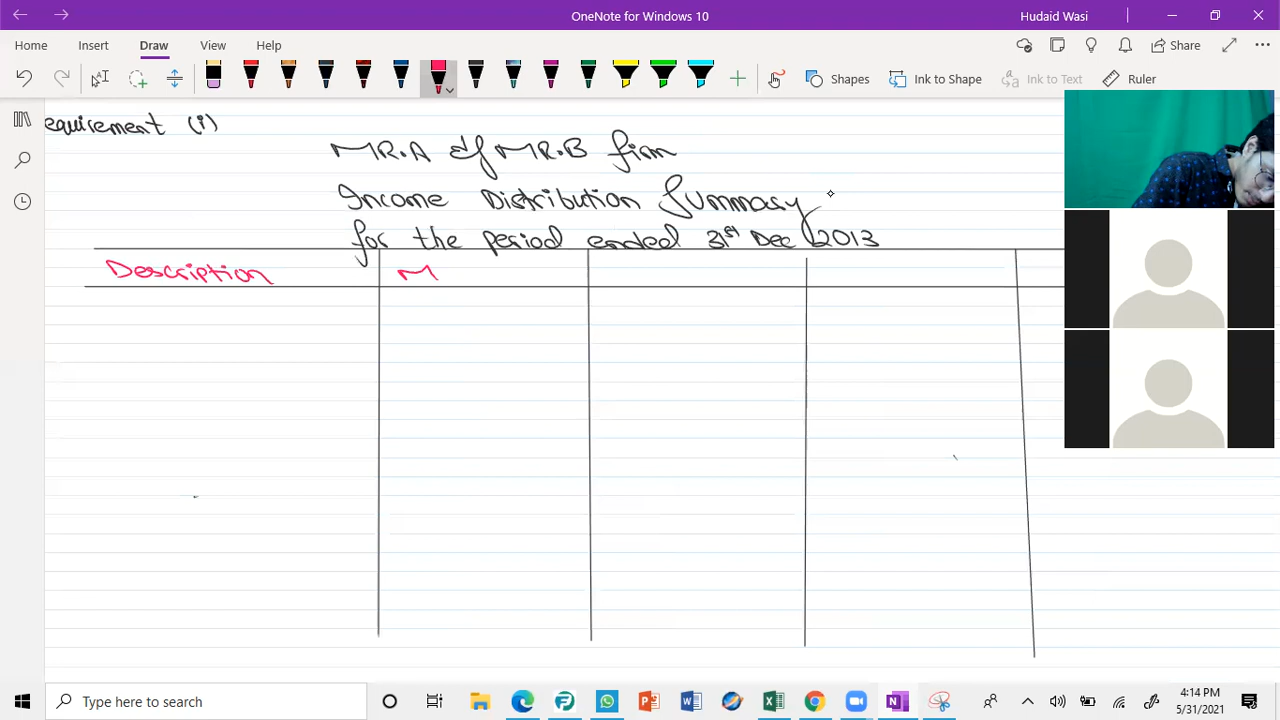 OneNote for Windows 10
Hudaid Wasi
Home Insert Draw View Help
Share
Shapes Ink to Shape Ink to Text Ruler
equirement (i)
MR.A & MR.B firm
Income Distribution Summary
for the period ended 31st Dec 2013
Description M
Type here to search
4:14 PM
5/31/2021